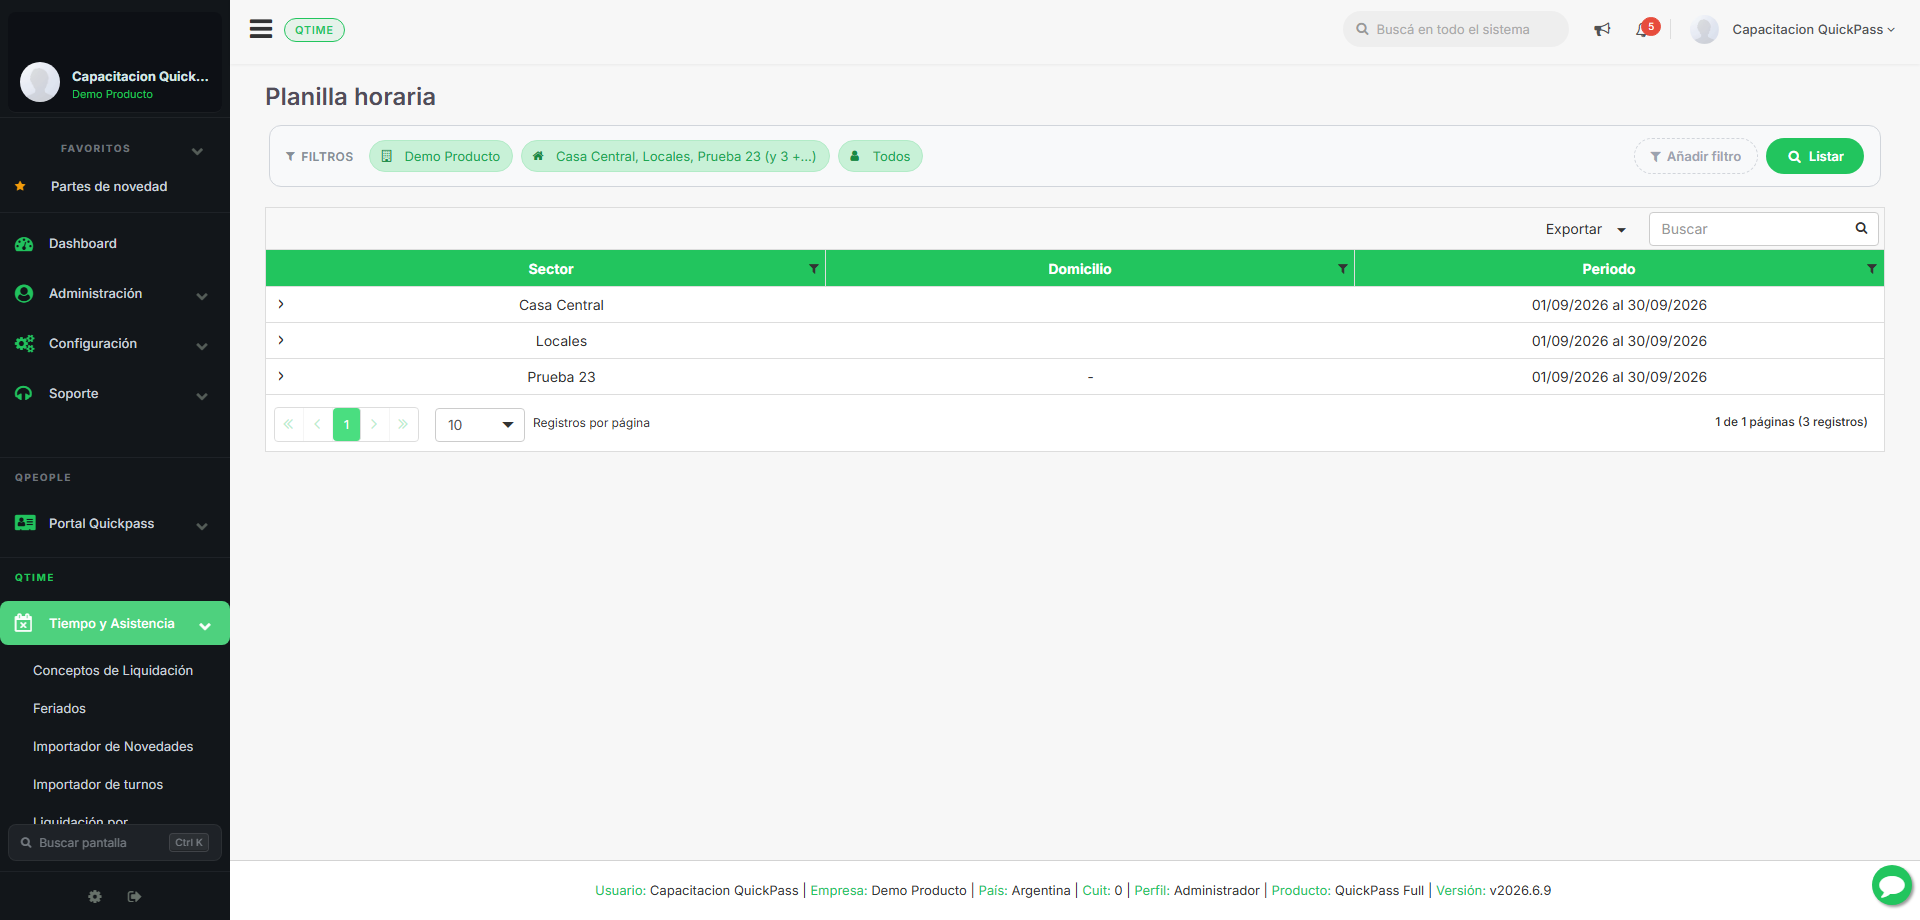 Capacitacion Quick...
Demo Producto
FAVORITOS
Partes de novedad
Dashboard
Administración
Configuración
Soporte
QPEOPLE
Portal Quickpass
QTIME
Tiempo y Asistencia
Conceptos de Liquidación
Feriados
Importador de Novedades
Importador de turnos
Liquidación por
Buscar pantalla Ctrl K
QTIME
Buscá en todo el sistema
5
Capacitacion QuickPass
Planilla horaria
FILTROS Demo Producto Casa Central, Locales, Prueba 23 (y 3 +...) Todos Añadir filtro Listar
Exportar Buscar
Sector Domicilio Periodo
Casa Central 01/09/2026 al 30/09/2026
Locales 01/09/2026 al 30/09/2026
Prueba 23 - 01/09/2026 al 30/09/2026
« ‹ 1 › » 10 Registros por página 1 de 1 páginas (3 registros)
Usuario: Capacitacion QuickPass | Empresa: Demo Producto | País: Argentina | Cuit: 0 | Perfil: Administrador | Producto: QuickPass Full | Versión: v2026.6.9